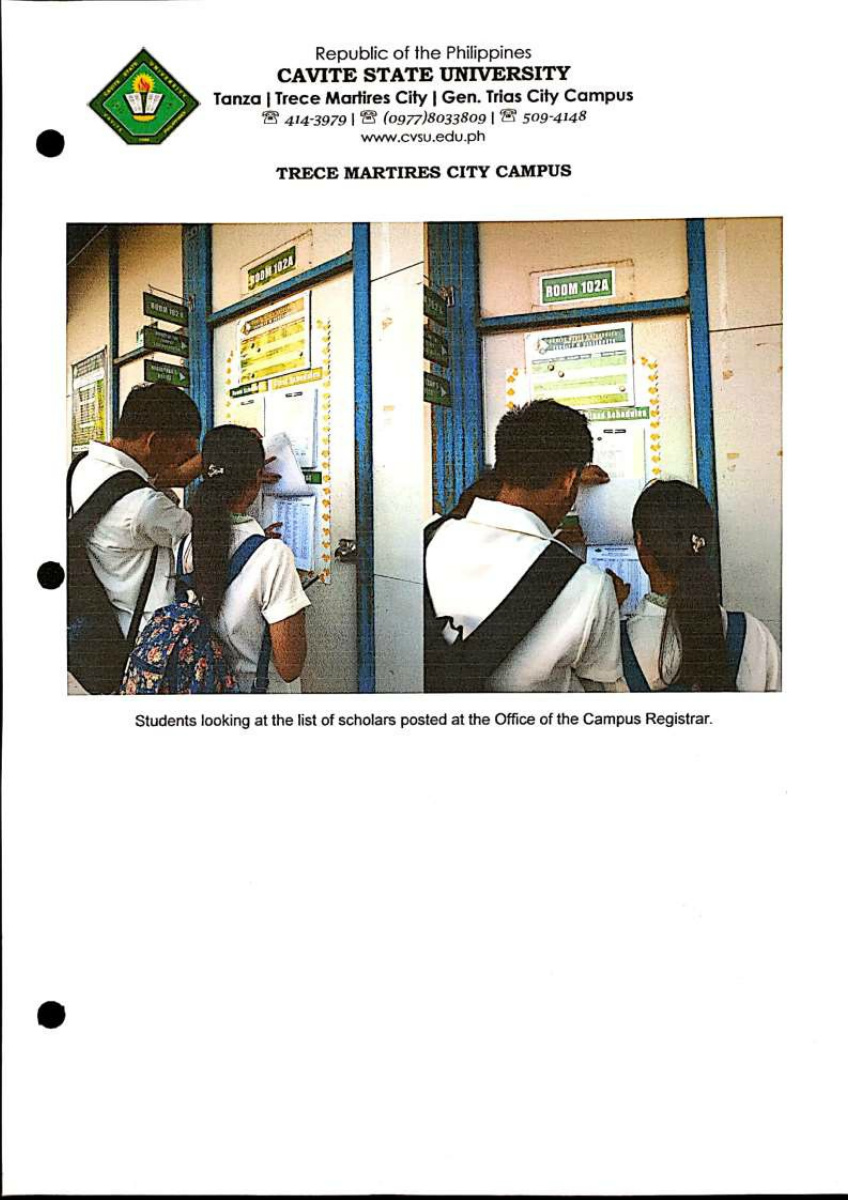 Republic of the Philippines
CAVITE STATE UNIVERSITY
Tanza | Trece Martires City | Gen. Trias City Campus
☎ 414-3979 | ☎ (0977)8033809 | ☎ 509-4148
www.cvsu.edu.ph
TRECE MARTIRES CITY CAMPUS
ROOM 102A
ROOM 102
ROOM 102A
Students looking at the list of scholars posted at the Office of the Campus Registrar.